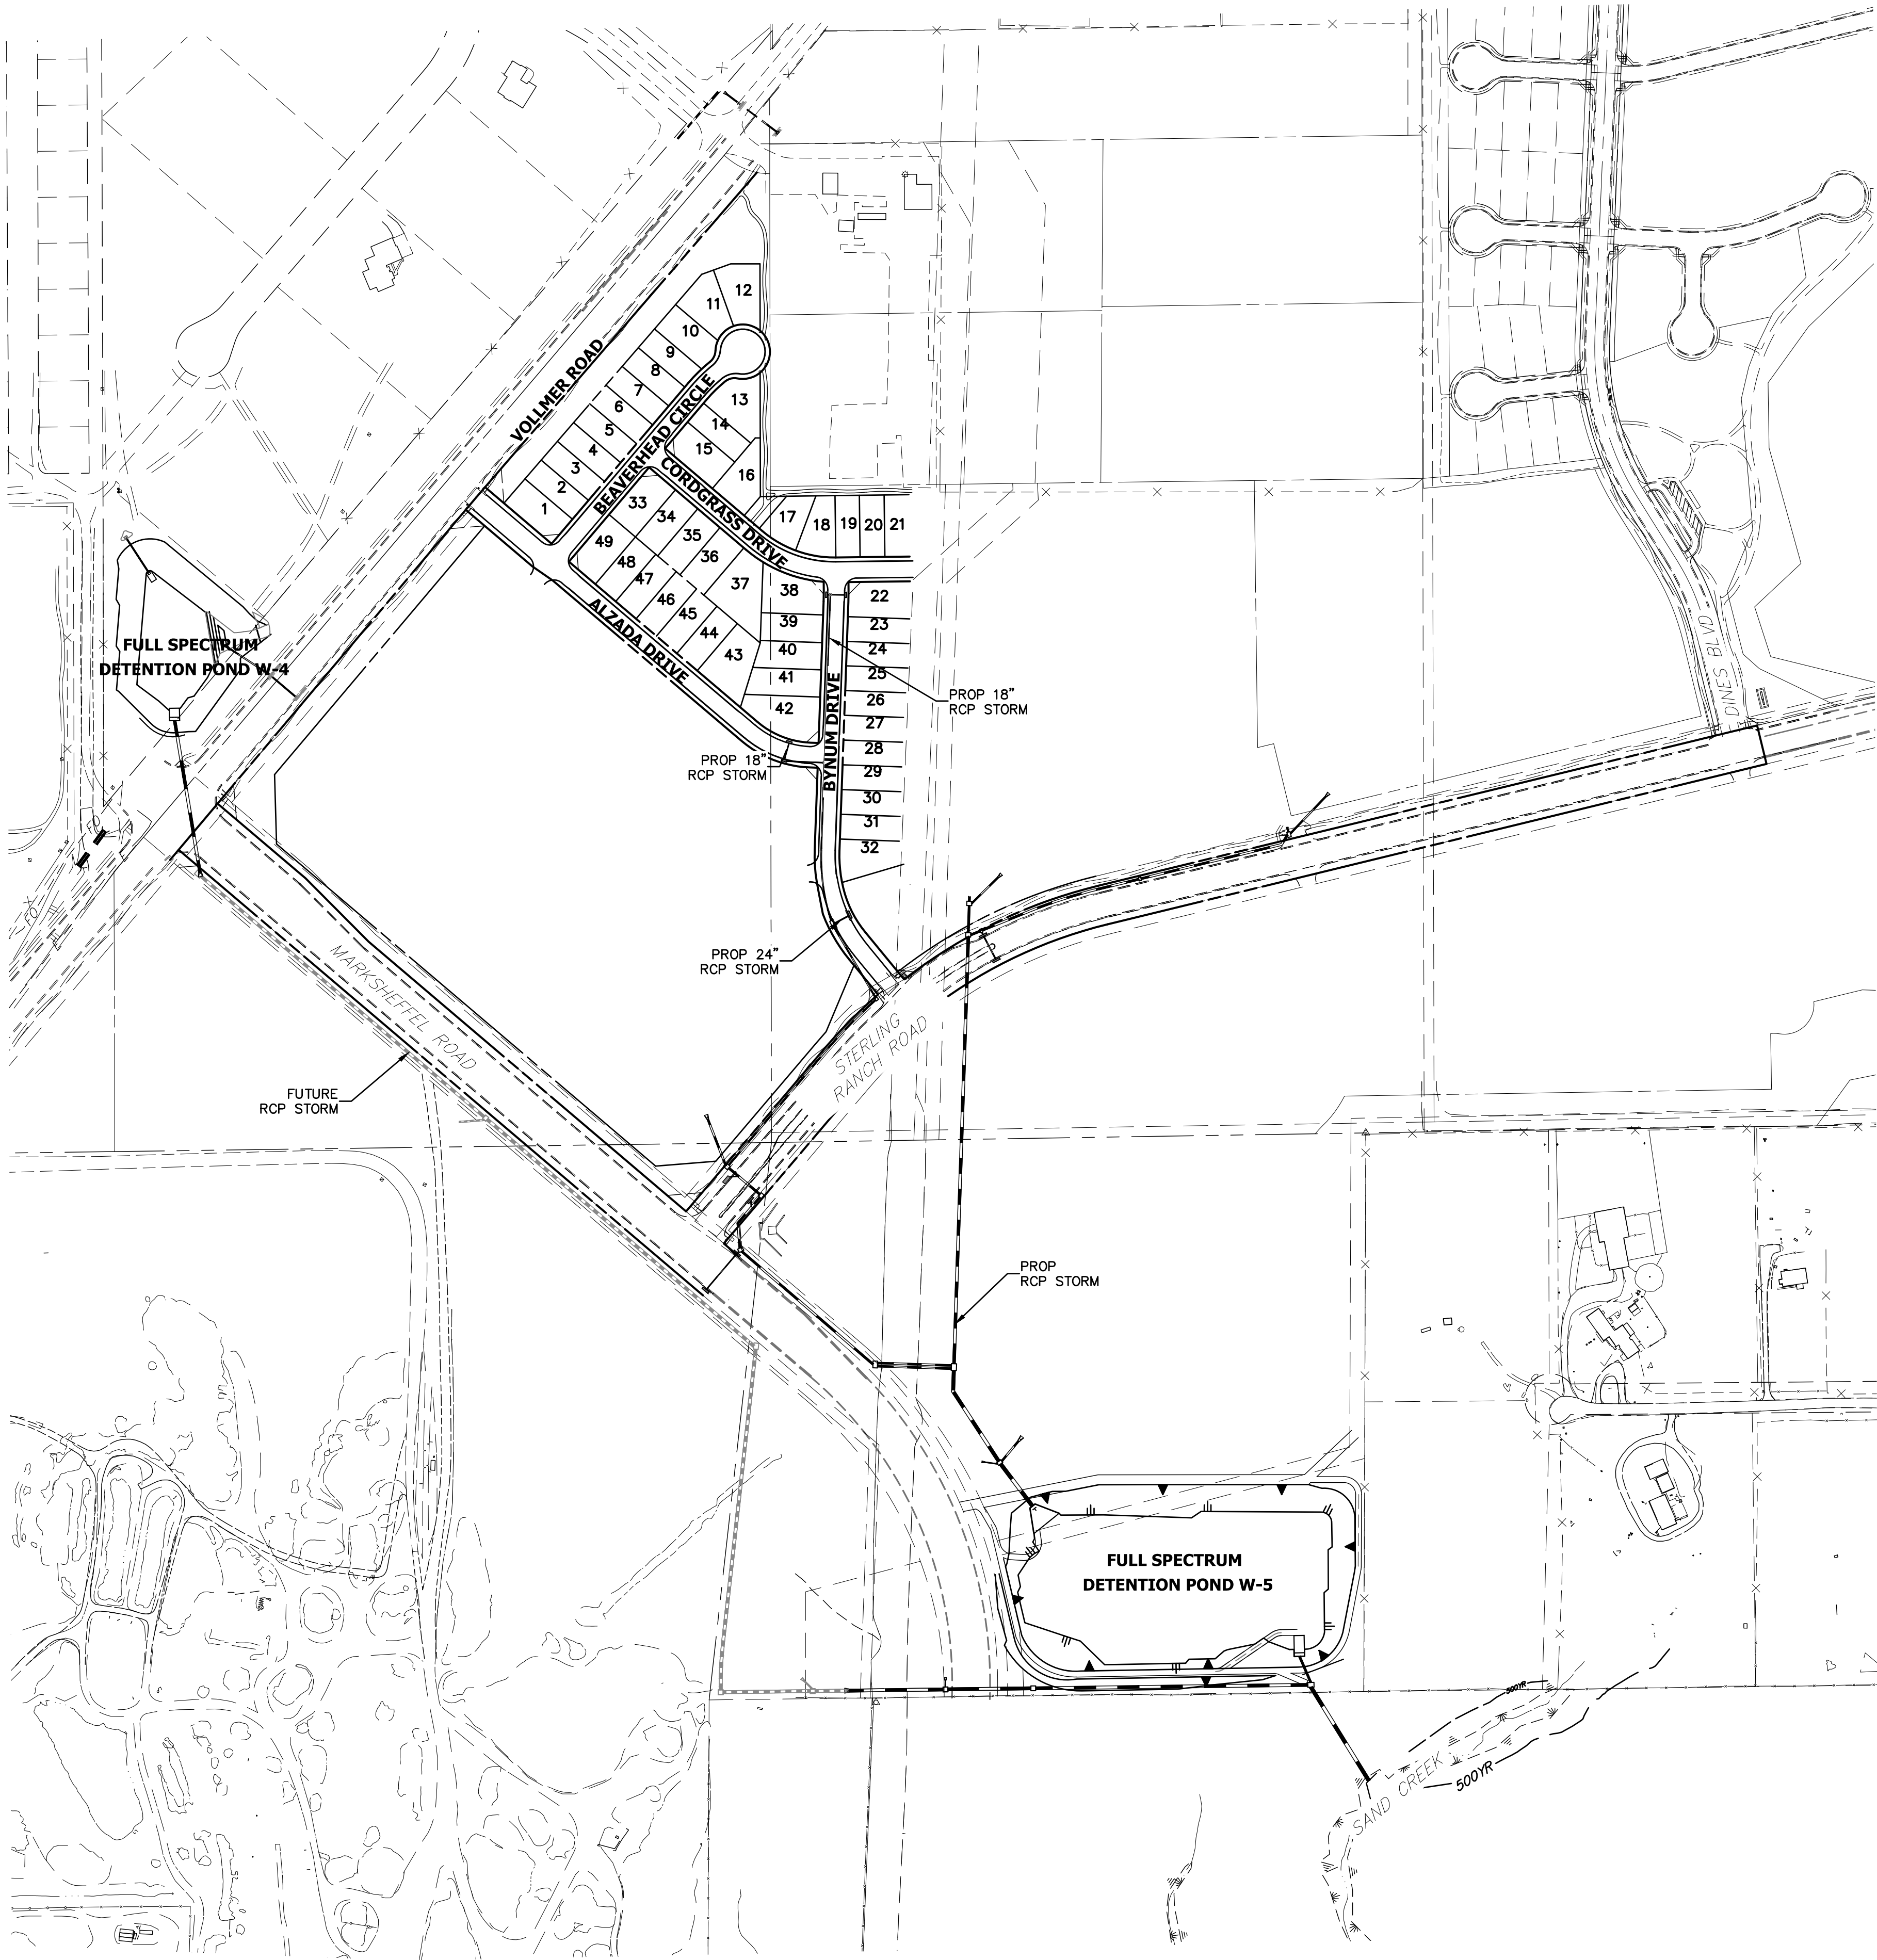 12
11
10
9
8
7
6
5
4
3
2
1
VOLLMER ROAD
BEAVERHEAD CIRCLE
13
14
15
16
CORDGRASS DRIVE
17
18
19
20
21
33
34
35
36
37
38
39
40
41
42
49
48
47
46
45
44
43
ALZADA DRIVE
22
23
24
25
26
27
28
29
30
31
32
BYNUM DRIVE
FULL SPECTRUM
DETENTION POND W-4
PROP 18"
RCP STORM
PROP 18"
RCP STORM
DINES BLVD
FO
FO
PROP 24"
RCP STORM
MARKSHEFFEL ROAD
STERLING
RANCH ROAD
FUTURE
RCP STORM
PROP
RCP STORM
FULL SPECTRUM
DETENTION POND W-5
500YR
SAND CREEK
500YR